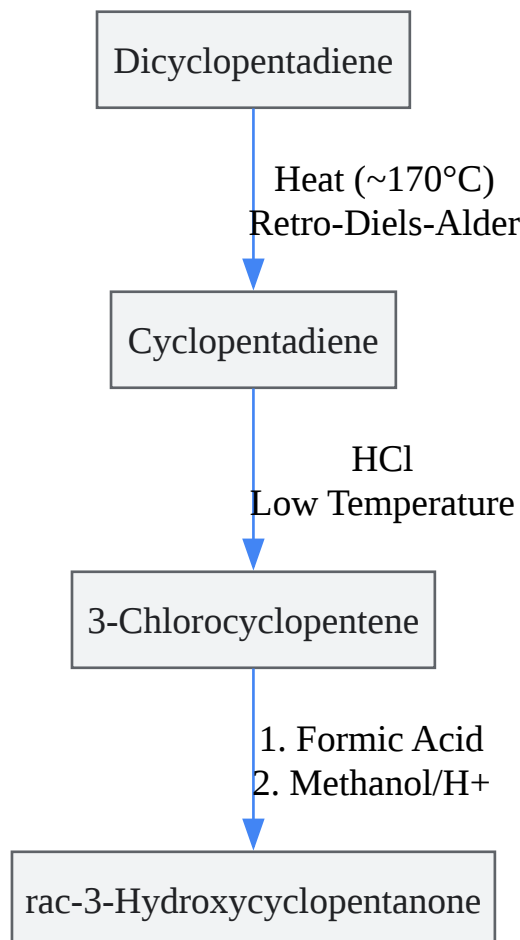 Dicyclopentadiene
Heat (~170°C)
Retro-Diels-Alder
Cyclopentadiene
HCl
Low Temperature
3-Chlorocyclopentene
1. Formic Acid
2. Methanol/H+
rac-3-Hydroxycyclopentanone